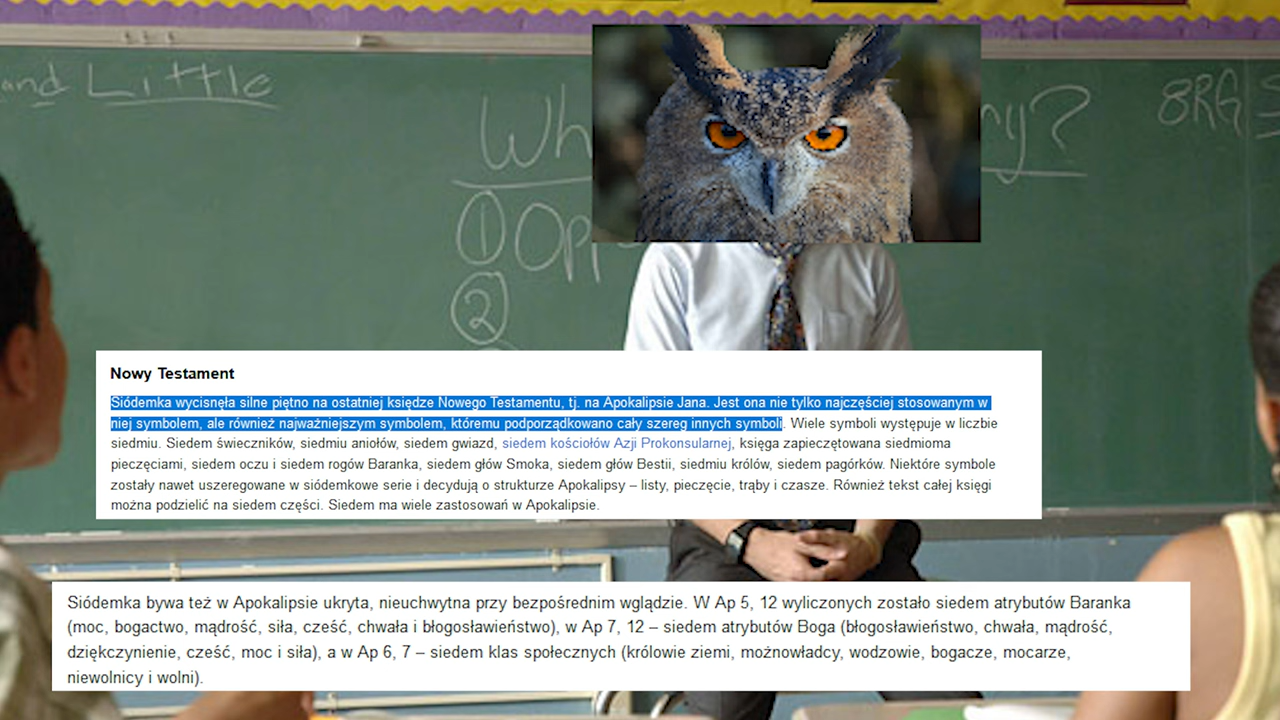 and Little
Wh ny?
8RG
① Opp
②
Nowy Testament
Siódemka wycisnęła silne piętno na ostatniej księdze Nowego Testamentu, tj. na Apokalipsie Jana. Jest ona nie tylko najczęściej stosowanym w
niej symbolem, ale również najważniejszym symbolem, któremu podporządkowano cały szereg innych symboli. Wiele symboli występuje w liczbie
siedmiu. Siedem świeczników, siedmiu aniołów, siedem gwiazd, siedem kościołów Azji Prokonsularnej, księga zapieczętowana siedmioma
pieczęciami, siedem oczu i siedem rogów Baranka, siedem głów Smoka, siedem głów Bestii, siedmiu królów, siedem pagórków. Niektóre symbole
zostały nawet uszeregowane w siódemkowe serie i decydują o strukturze Apokalipsy – listy, pieczęcie, trąby i czasze. Również tekst całej księgi
można podzielić na siedem części. Siedem ma wiele zastosowań w Apokalipsie.
Siódemka bywa też w Apokalipsie ukryta, nieuchwytna przy bezpośrednim wglądzie. W Ap 5, 12 wyliczonych zostało siedem atrybutów Baranka
(moc, bogactwo, mądrość, siła, cześć, chwała i błogosławieństwo), w Ap 7, 12 – siedem atrybutów Boga (błogosławieństwo, chwała, mądrość,
dziękczynienie, cześć, moc i siła), a w Ap 6, 7 – siedem klas społecznych (królowie ziemi, możnowładcy, wodzowie, bogacze, mocarze,
niewolnicy i wolni).